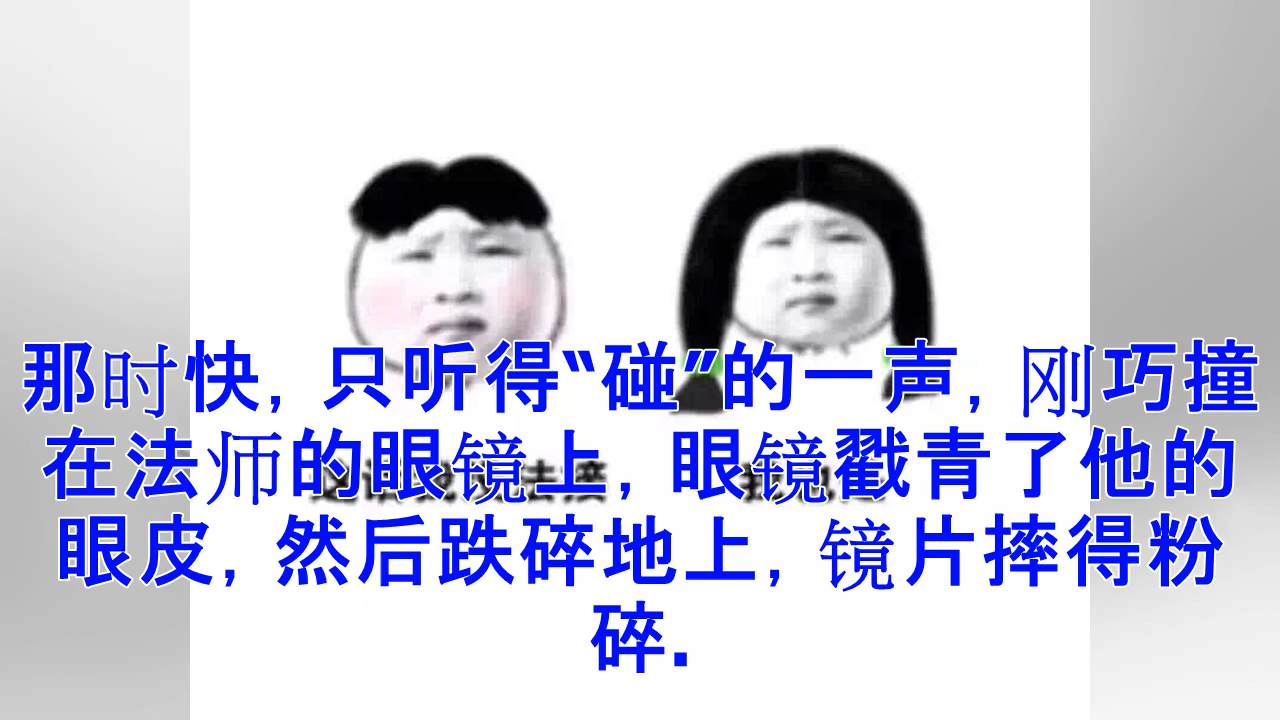 那时快, 只听得“碰”的一声, 刚巧撞
在法师的眼镜上, 眼镜戳青了他的
眼皮, 然后跌碎地上, 镜片摔得粉
碎.